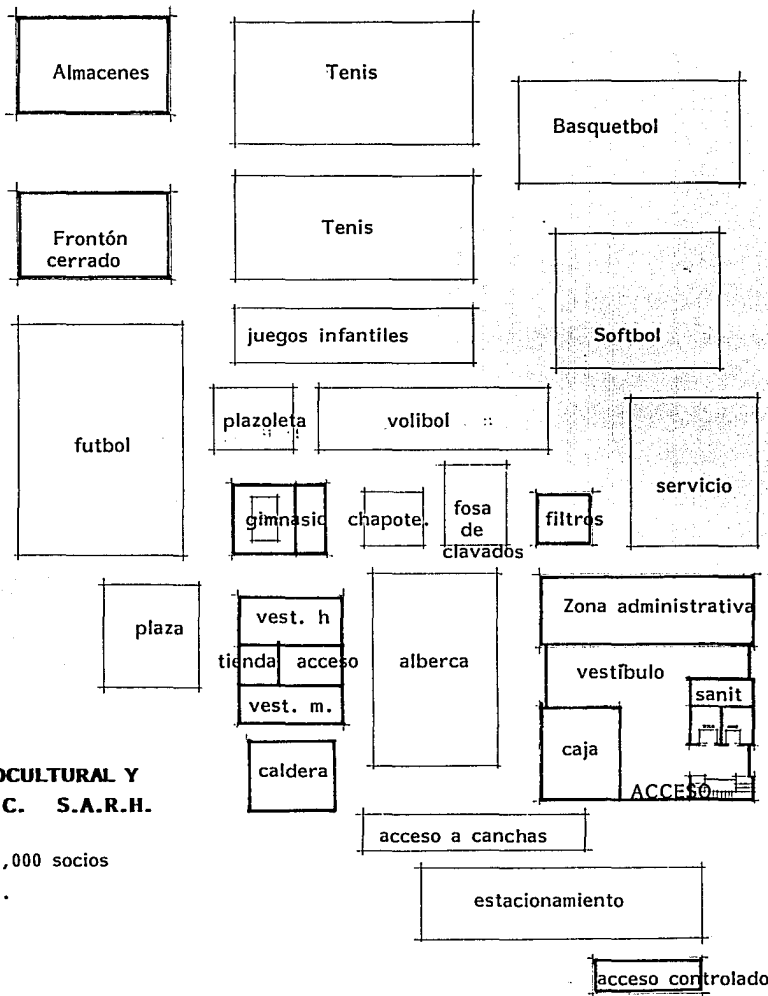 Almacenes
Tenis
Basquetbol
Frontón
cerrado
Tenis
Softbol
juegos infantiles
futbol
plazoleta
volibol
servicio
gimnasio
chapote.
fosa
de
clavados
filtros
plaza
vest. h
tienda
acceso
vest. m.
alberca
Zona administrativa
vestíbulo
sanit
caja
ACCESO
caldera
OCULTURAL Y
C. S.A.R.H.
,000 socios
.
acceso a canchas
estacionamiento
acceso controlado